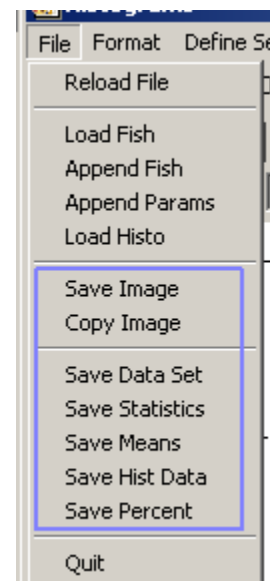 File Format Define
Reload File
Load Fish
Append Fish
Append Params
Load Histo
Save Image
Copy Image
Save Data Set
Save Statistics
Save Means
Save Hist Data
Save Percent
Quit